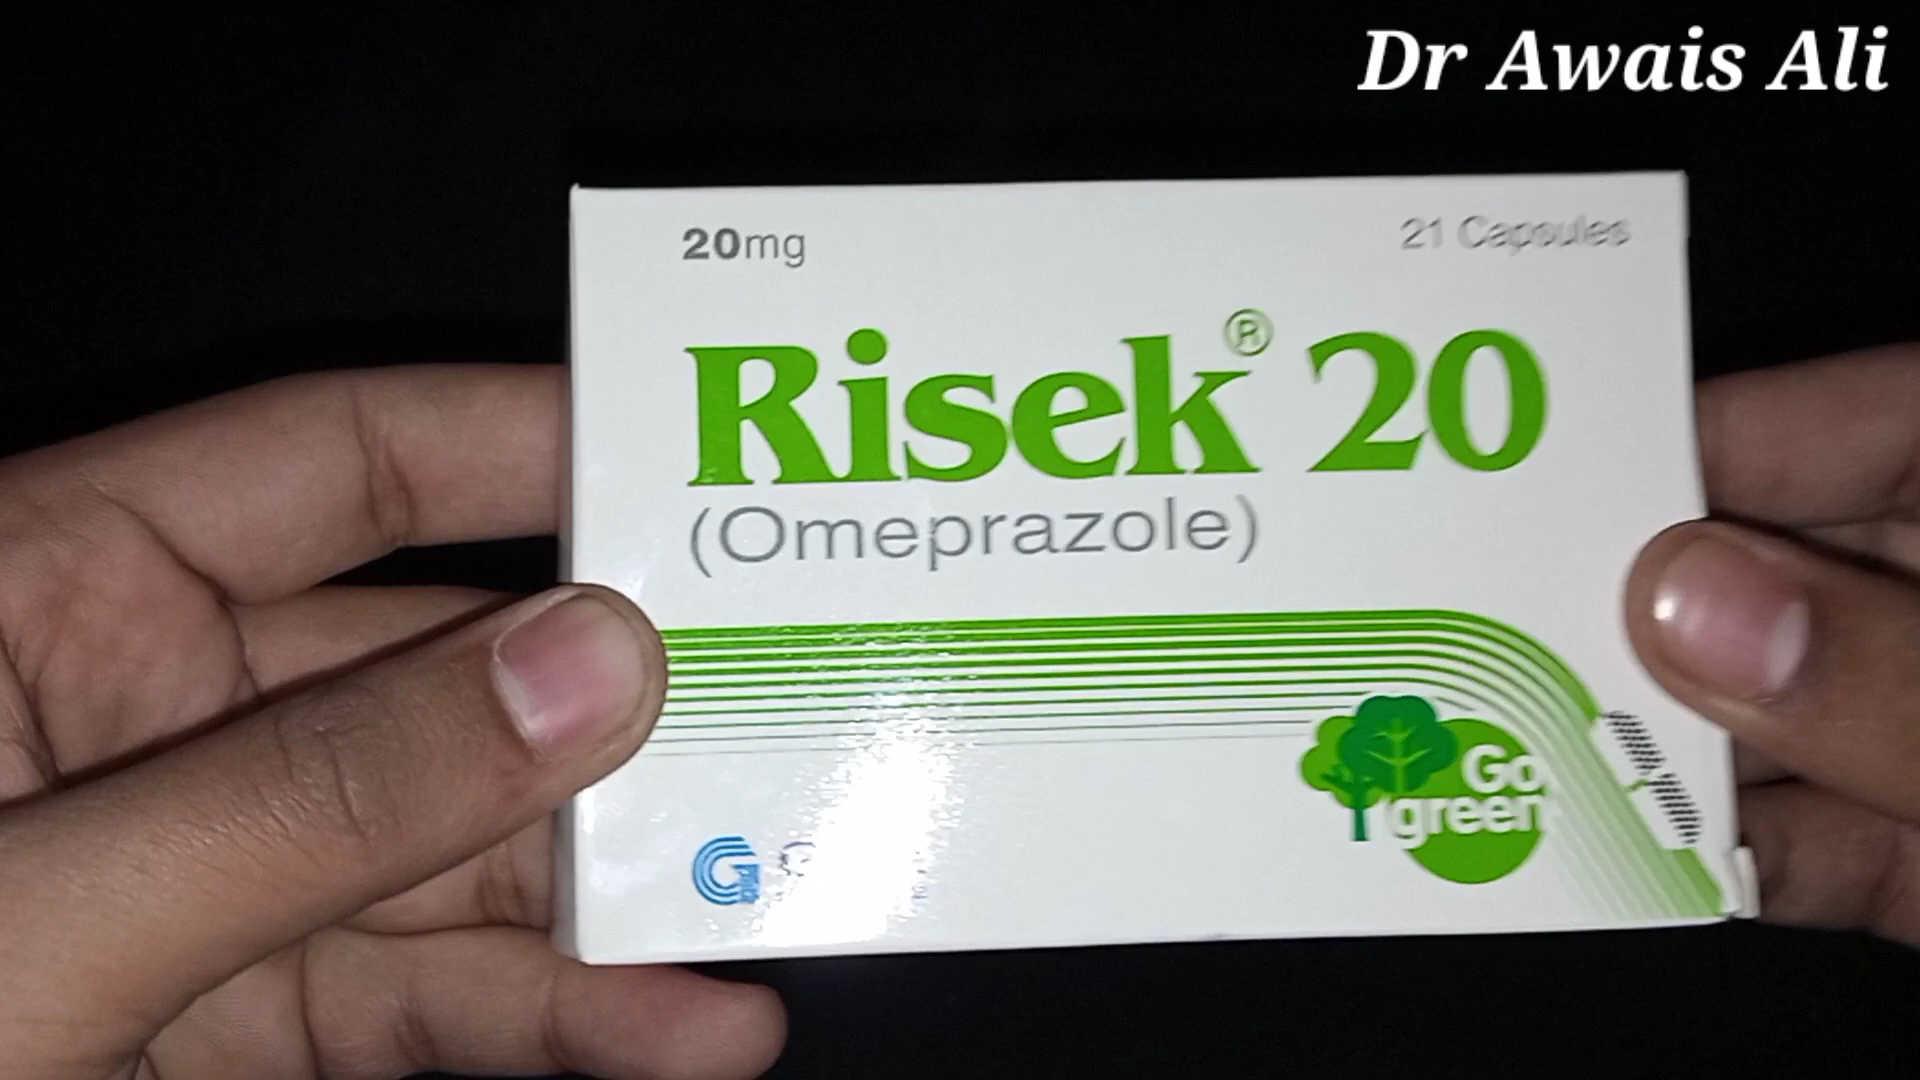 Dr Awais Ali
20mg
21 Capsules
Risek® 20
(Omeprazole)
Go
green
G